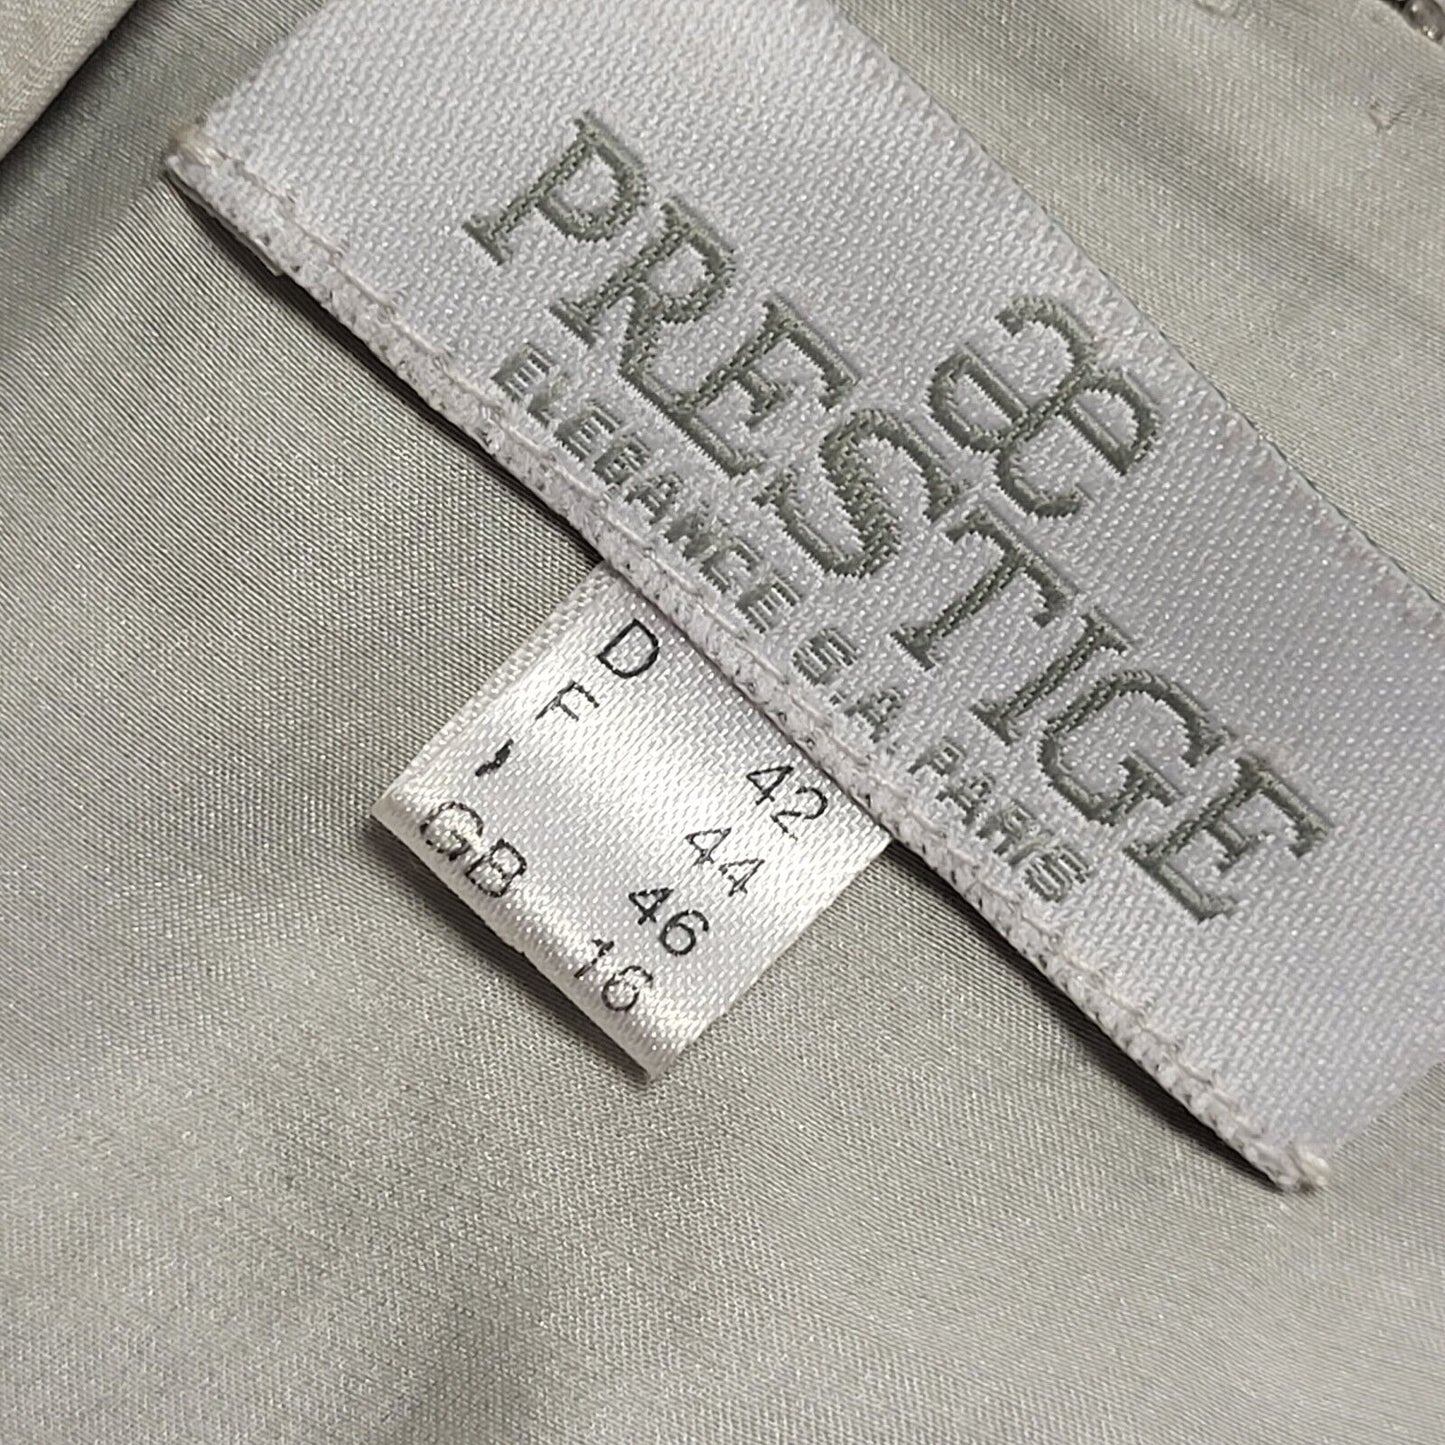 PRESTIGE
ELEGANCE S.A. PARIS
D 42
F 44
I 46
GB 16